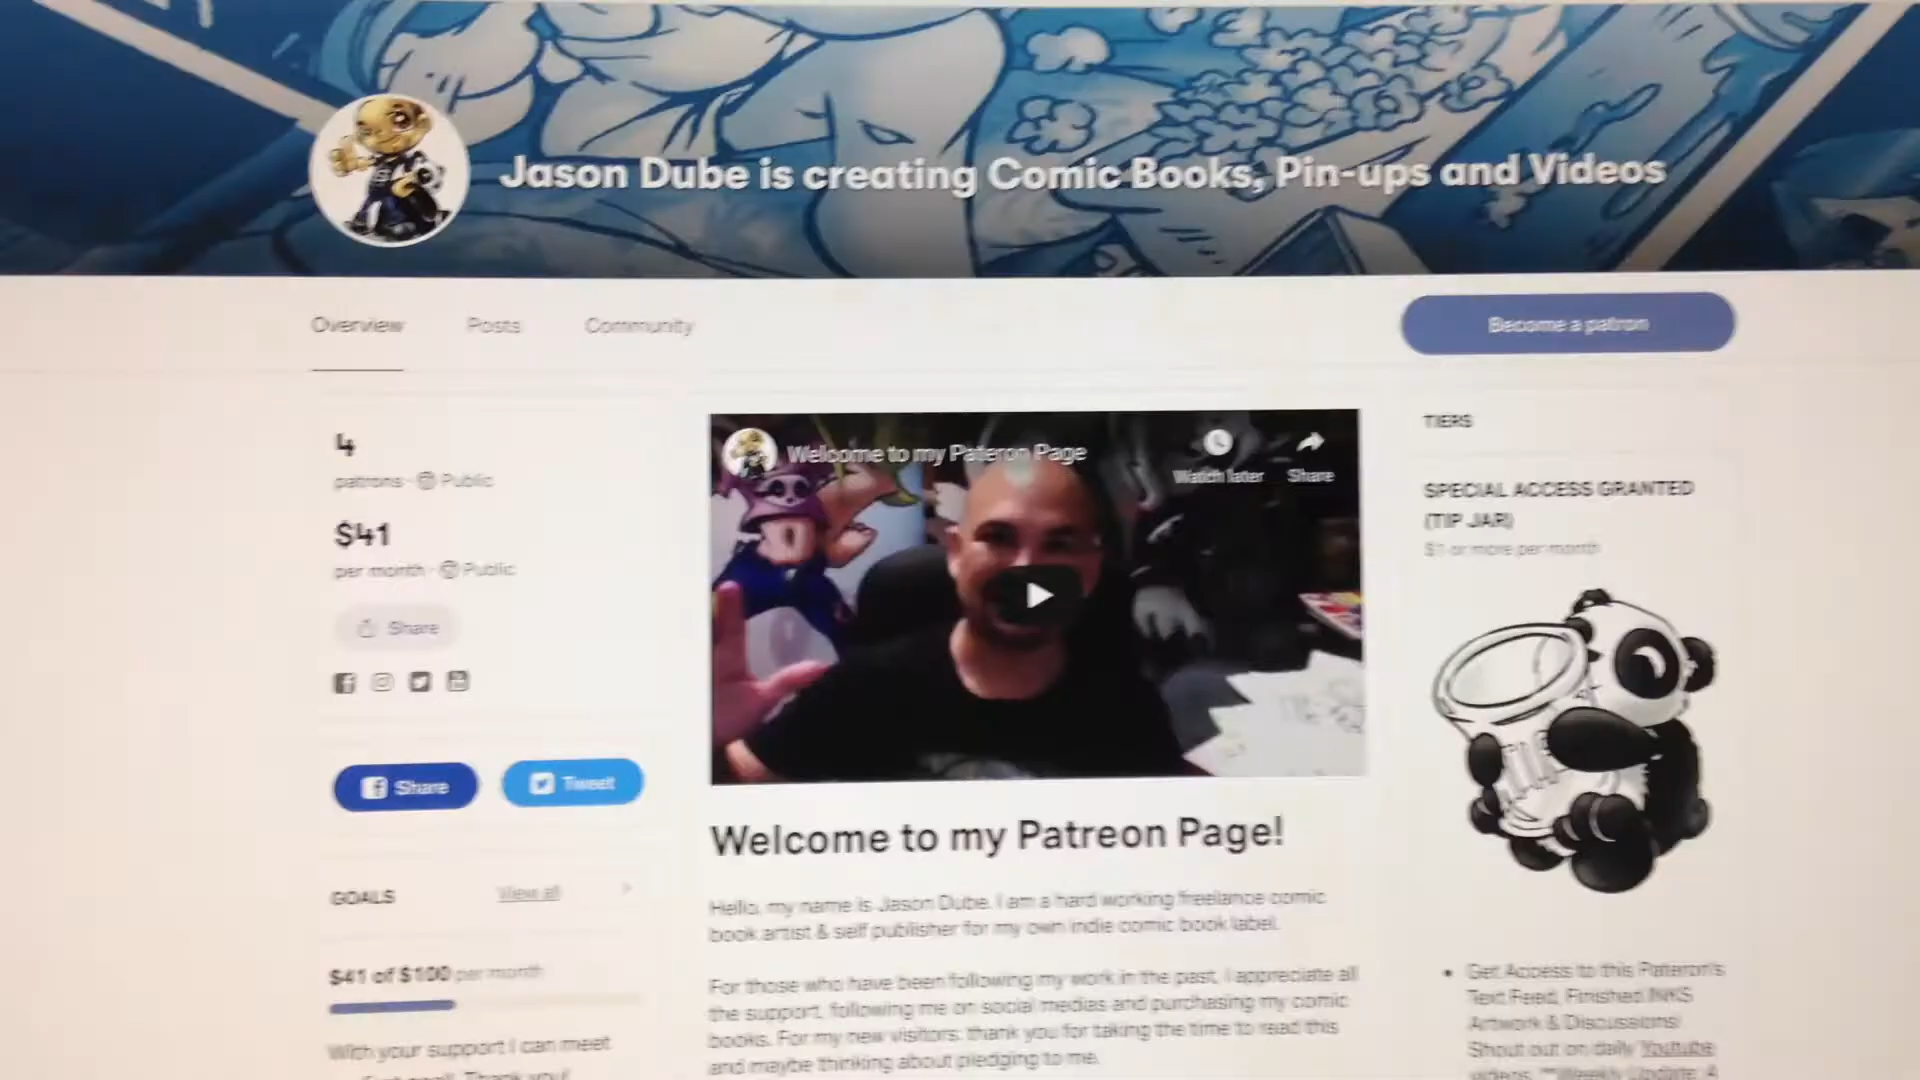 Jason Dube is creating Comic Books, Pin-ups and Videos
Overview
Posts
Community
Become a patron
4
patrons · Public
$41
per month · Public
Share
Share
Tweet
GOALS
View all
$41 of $100 per month
With your support I can meet
Thank you!
Welcome to my Pateron Page
Watch later
Share
Welcome to my Patreon Page!
Hello, my name is Jason Dube. I am a hard working freelance comic
book artist & self publisher for my own indie comic book label.
For those who have been following my work in the past, I appreciate all
the support, following me on social medias and purchasing my comic
books. For my new visitors: thank you for taking the time to read this
and maybe thinking about pledging to me.
TIERS
SPECIAL ACCESS GRANTED
(TIP JAR)
$1 or more per month
• Get Access to this Pateron's
Text Feed, Finished INKS
Artwork & Discussions!
Shout out on daily Youtube
videos. **Weekly Update: A